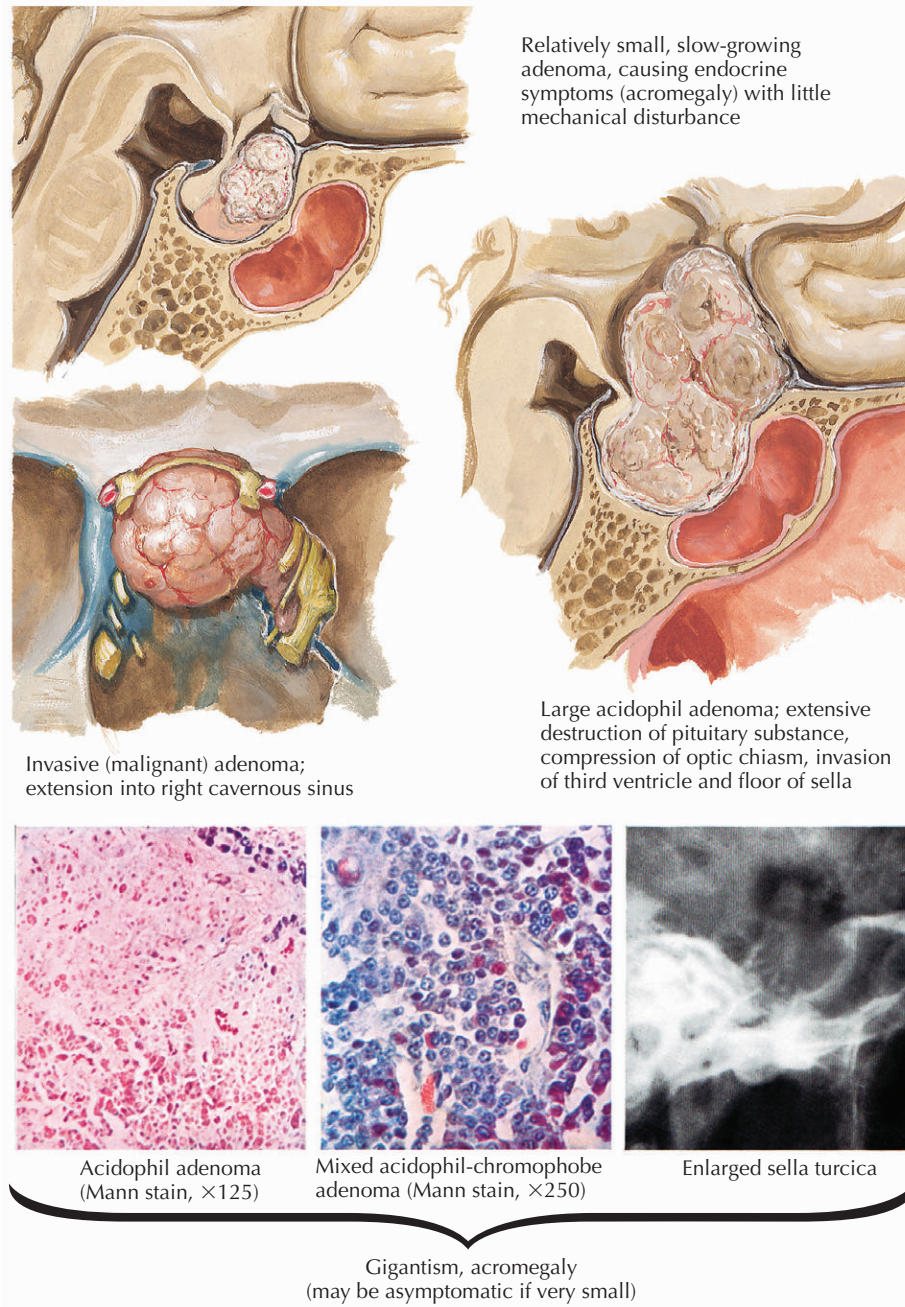 Relatively small, slow-growing
adenoma, causing endocrine
symptoms (acromegaly) with little
mechanical disturbance
Invasive (malignant) adenoma;
extension into right cavernous sinus
Large acidophil adenoma; extensive
destruction of pituitary substance,
compression of optic chiasm, invasion
of third ventricle and floor of sella
Acidophil adenoma
(Mann stain, ×125)
Mixed acidophil-chromophobe
adenoma (Mann stain, ×250)
Enlarged sella turcica
Gigantism, acromegaly
(may be asymptomatic if very small)